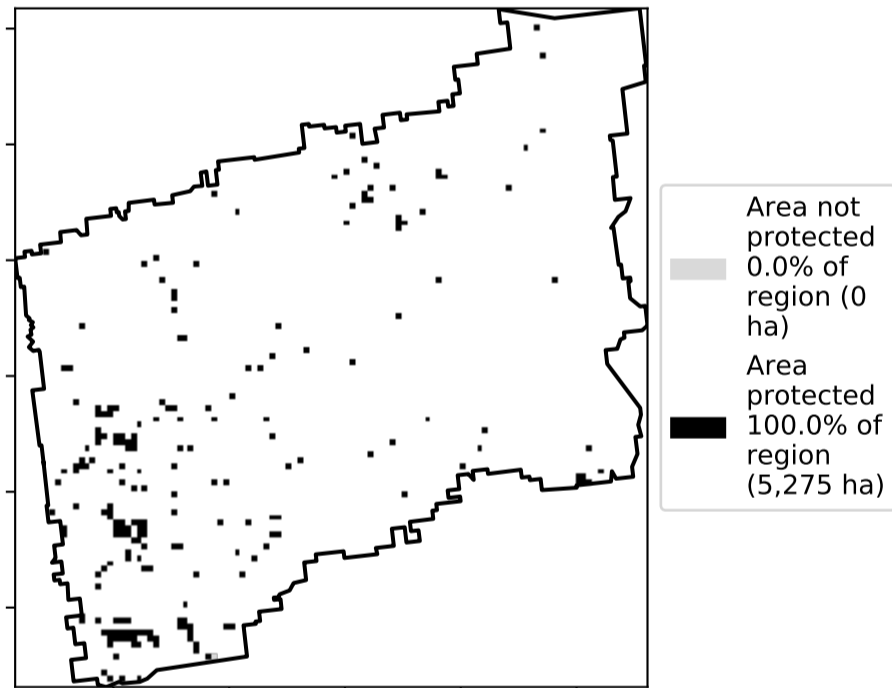 Area not
protected
0.0% of
region (0
ha)
Area
protected
100.0% of
region
(5,275 ha)